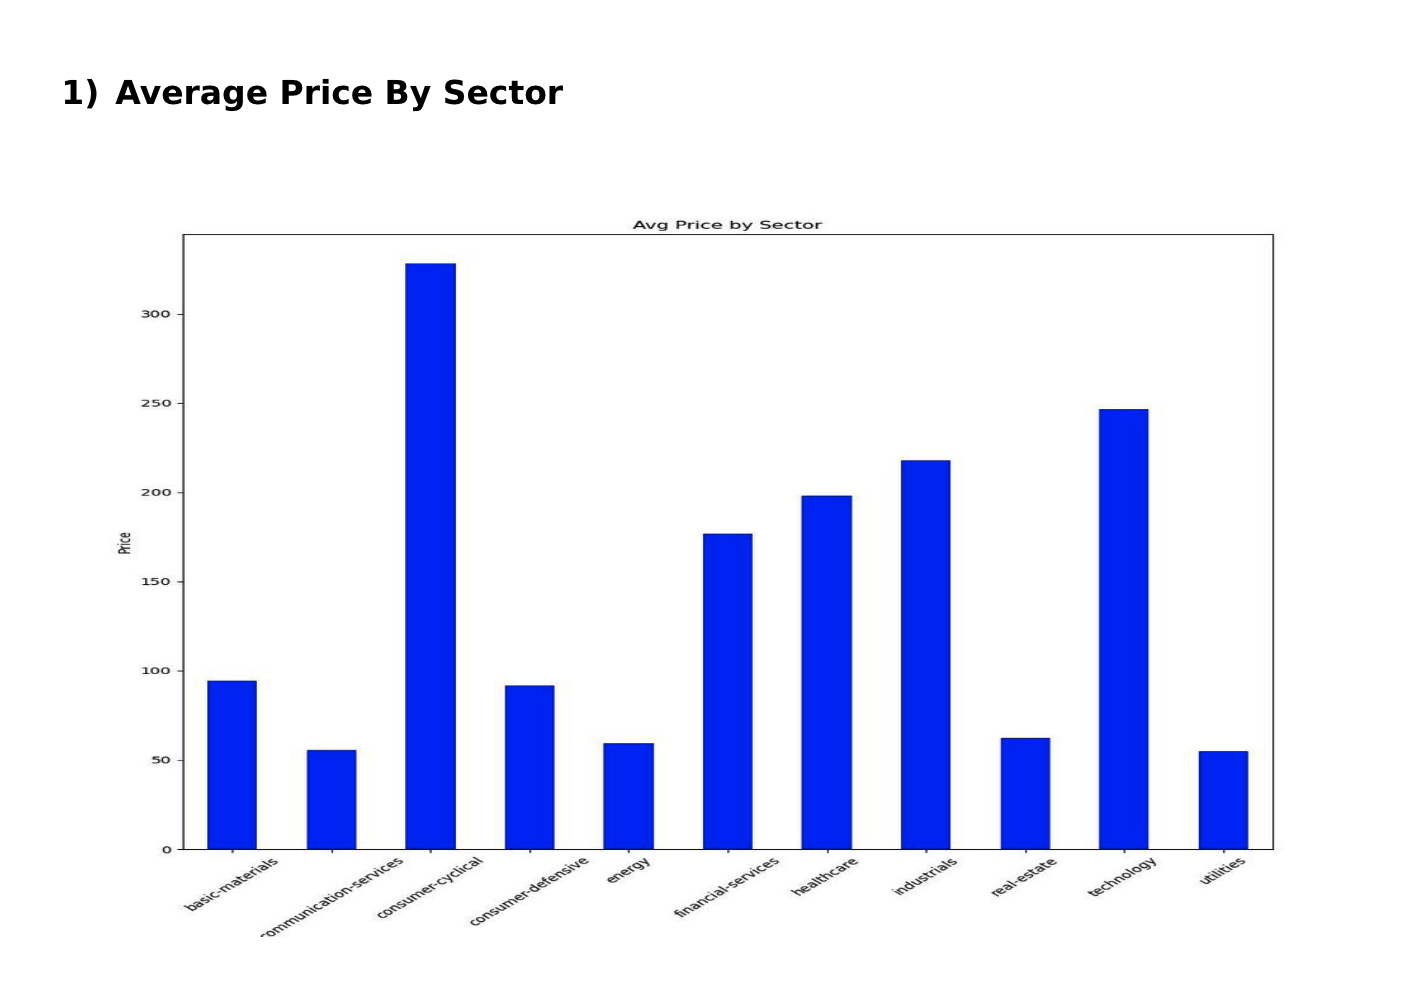 1) Average Price By Sector
Avg Price by Sector
300
250
200
150
100
50
0
Price
basic-materials
ommunication-services
consumer-cyclical
consumer-defensive
energy
financial-services
healthcare
industrials
real-estate
technology
utilities